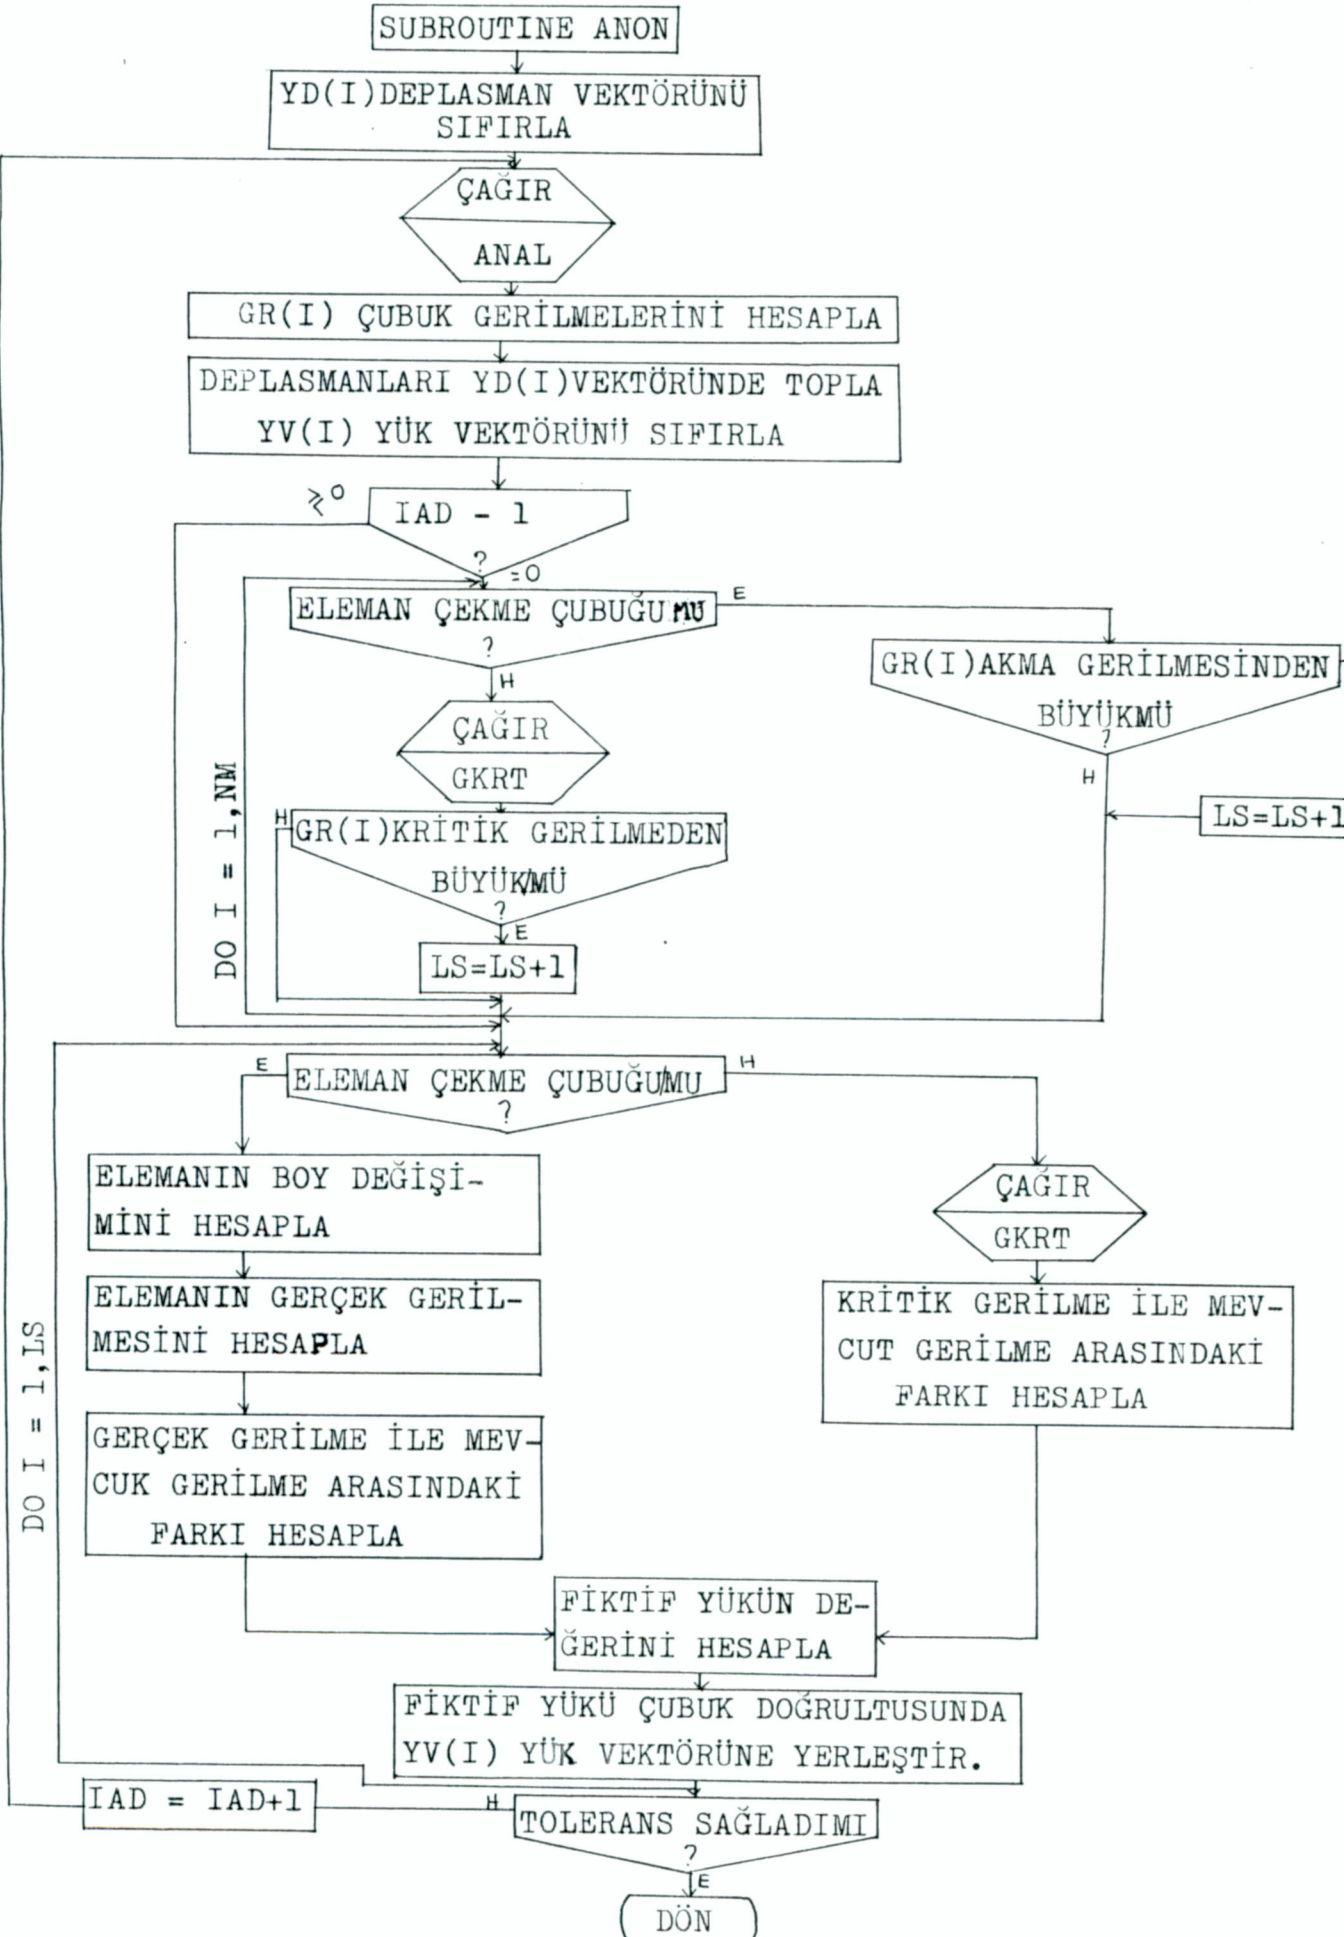 SUBROUTINE ANON
YD(I)DEPLASMAN VEKTÖRÜNÜ
SIFIRLA
ÇAĞIR
ANAL
GR(I) ÇUBUK GERİLMELERİNİ HESAPLA
DEPLASMANLARI YD(I)VEKTÖRÜNDE TOPLA
YV(I) YÜK VEKTÖRÜNÜ SIFIRLA
≷0
IAD - 1
?
=0
ELEMAN ÇEKME ÇUBUĞU MU
?
E
H
GR(I)AKMA GERİLMESİNDEN
BÜYÜKMÜ
?
H
LS=LS+1
ÇAĞIR
GKRT
DO I = 1,NM
H
GR(I)KRİTİK GERİLMEDEN
BÜYÜK/MÜ
?
E
LS=LS+1
E
ELEMAN ÇEKME ÇUBUĞU/MU
?
H
ELEMANIN BOY DEĞİŞİ-
MİNİ HESAPLA
ÇAĞIR
GKRT
ELEMANIN GERÇEK GERİL-
MESİNİ HESAPLA
KRİTİK GERİLME İLE MEV-
CUT GERİLME ARASINDAKİ
FARKI HESAPLA
DO I = 1,LS
GERÇEK GERİLME İLE MEV-
CUK GERİLME ARASINDAKİ
FARKI HESAPLA
FİKTİF YÜKÜN DE-
ĞERİNİ HESAPLA
FİKTİF YÜKÜ ÇUBUK DOĞRULTUSUNDA
YV(I) YÜK VEKTÖRÜNE YERLEŞTİR.
IAD = IAD+1
H
TOLERANS SAĞLADIMI
?
E
DÖN